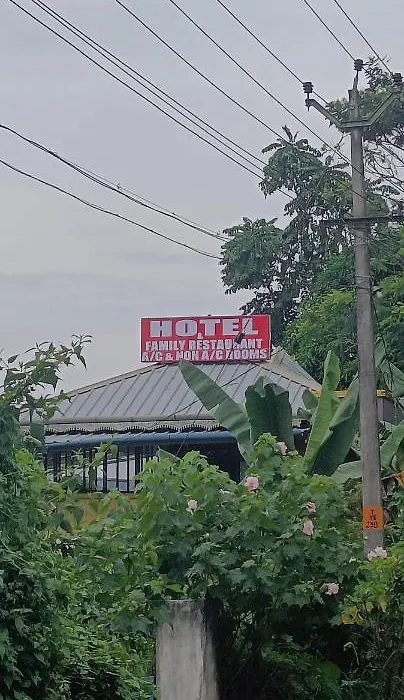 HOTEL
&
FAMILY RESTAURANT
A/C & NON A/C ROOMS